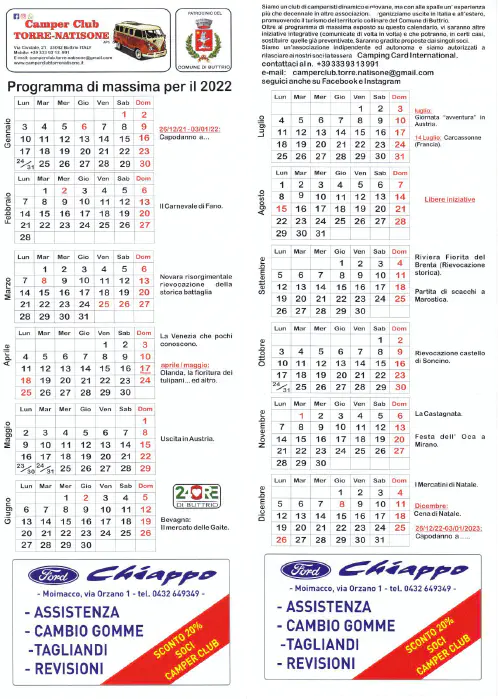 Camper Club
TORRE-NATISONE
Mobile: +39 333 93 13 991
E-mail: camperclub.torre-natisone@gmail.com
PATROCINIO DEL
COMUNE DI BUTTRIO
Programma di massima per il 2022
Gennaio
Lun Mar Mer Gio Ven Sab Dom
1 2
3 4 5 6 7 8 9
10 11 12 13 14 15 16
17 18 19 20 21 22 23
24/31 25 26 27 28 29 30
26/12/21 - 03/01/22:
Capodanno a...
Febbraio
Lun Mar Mer Gio Ven Sab Dom
1 2 3 4 5 6
7 8 9 10 11 12 13
14 15 16 17 18 19 20
21 22 23 24 25 26 27
28
Il Carnevale di Fano.
Marzo
Lun Mar Mer Gio Ven Sab Dom
1 2 3 4 5 6
7 8 9 10 11 12 13
14 15 16 17 18 19 20
21 22 23 24 25 26 27
28 29 30 31
Novara risorgimentale
rievocazione della
storica battaglia
Aprile
Lun Mar Mer Gio Ven Sab Dom
1 2 3
4 5 6 7 8 9 10
11 12 13 14 15 16 17
18 19 20 21 22 23 24
25 26 27 28 29 30
La Venezia che pochi
conoscono.
aprile / maggio:
Olanda, la fioritura dei
tulipani... ed altro.
Maggio
Lun Mar Mer Gio Ven Sab Dom
1
2 3 4 5 6 7 8
9 10 11 12 13 14 15
16 17 18 19 20 21 22
23/30 24/31 25 26 27 28 29
Uscita in Austria.
Giugno
Lun Mar Mer Gio Ven Sab Dom
1 2 3 4 5
6 7 8 9 10 11 12
13 14 15 16 17 18 19
20 21 22 23 24 25 26
27 28 29 30
24 ORE
DI BUTTRIO
Bevagna:
Il mercato delle Gaite.
Ford Chiappo
- Moimacco, via Orzano 1 - tel. 0432 649349 -
- ASSISTENZA
- CAMBIO GOMME
-TAGLIANDI
- REVISIONI
SCONTO 20%
SOCI
CAMPER CLUB
Siamo un club di camperisti dinamico e giovane, ma con alle spalle un' esperienza
più che decennale in altre associazioni, organizziamo uscite in Italia e all'estero,
promuovendo il turismo nel territorio collinare del Comune di Buttrio.
Oltre al programma di massima esposto su questo calendario, vi saranno altre
iniziative integrative (comunicate di volta in volta) e che potranno, in certi casi,
sostituire quelle già preventivate. Saranno gradite proposte dai singoli soci.
Siamo un'associazione indipendente ed autonoma e siamo autorizzati a
rilasciare ai nostri soci la tessera Camping Card International.
contattaci al n. +39 333 93 13 991
e-mail: camperclub.torre.natisone@gmail.com
seguici anche su Facebook e Instagram
Luglio
Lun Mar Mer Gio Ven Sab Dom
1 2 3
4 5 6 7 8 9 10
11 12 13 14 15 16 17
18 19 20 21 22 23 24
25 26 27 28 29 30 31
luglio:
Giornata "avventura" in
Austria.
14 Luglio: Carcassonne
(Francia).
Agosto
Lun Mar Mer Gio Ven Sab Dom
1 2 3 4 5 6 7
8 9 10 11 12 13 14
15 16 17 18 19 20 21
22 23 24 25 26 27 28
29 30 31
Libere iniziative
Settembre
Lun Mar Mer Gio Ven Sab Dom
1 2 3 4
5 6 7 8 9 10 11
12 13 14 15 16 17 18
19 20 21 22 23 24 25
26 27 28 29 30
Riviera Fiorita del
Brenta (Rievocazione
storica).
Partita di scacchi a
Marostica.
Ottobre
Lun Mar Mer Gio Ven Sab Dom
1 2
3 4 5 6 7 8 9
10 11 12 13 14 15 16
17 18 19 20 21 22 23
24/31 25 26 27 28 29 30
Rievocazione castello
di Soncino.
Novembre
Lun Mar Mer Gio Ven Sab Dom
1 2 3 4 5 6
7 8 9 10 11 12 13
14 15 16 17 18 19 20
21 22 23 24 25 26 27
28 29 30
La Castagnata.
Festa dell' Oca a
Mirano.
Dicembre
Lun Mar Mer Gio Ven Sab Dom
1 2 3 4
5 6 7 8 9 10 11
12 13 14 15 16 17 18
19 20 21 22 23 24 25
26 27 28 29 30 31
I Mercatini di Natale.
Dicembre:
Cena di Natale.
26/12/22-03/01/2023:
Capodanno a .....
Ford Chiappo
- Moimacco, via Orzano 1 - tel. 0432 649349 -
- ASSISTENZA
- CAMBIO GOMME
-TAGLIANDI
- REVISIONI
SCONTO 20%
SOCI
CAMPER CLUB